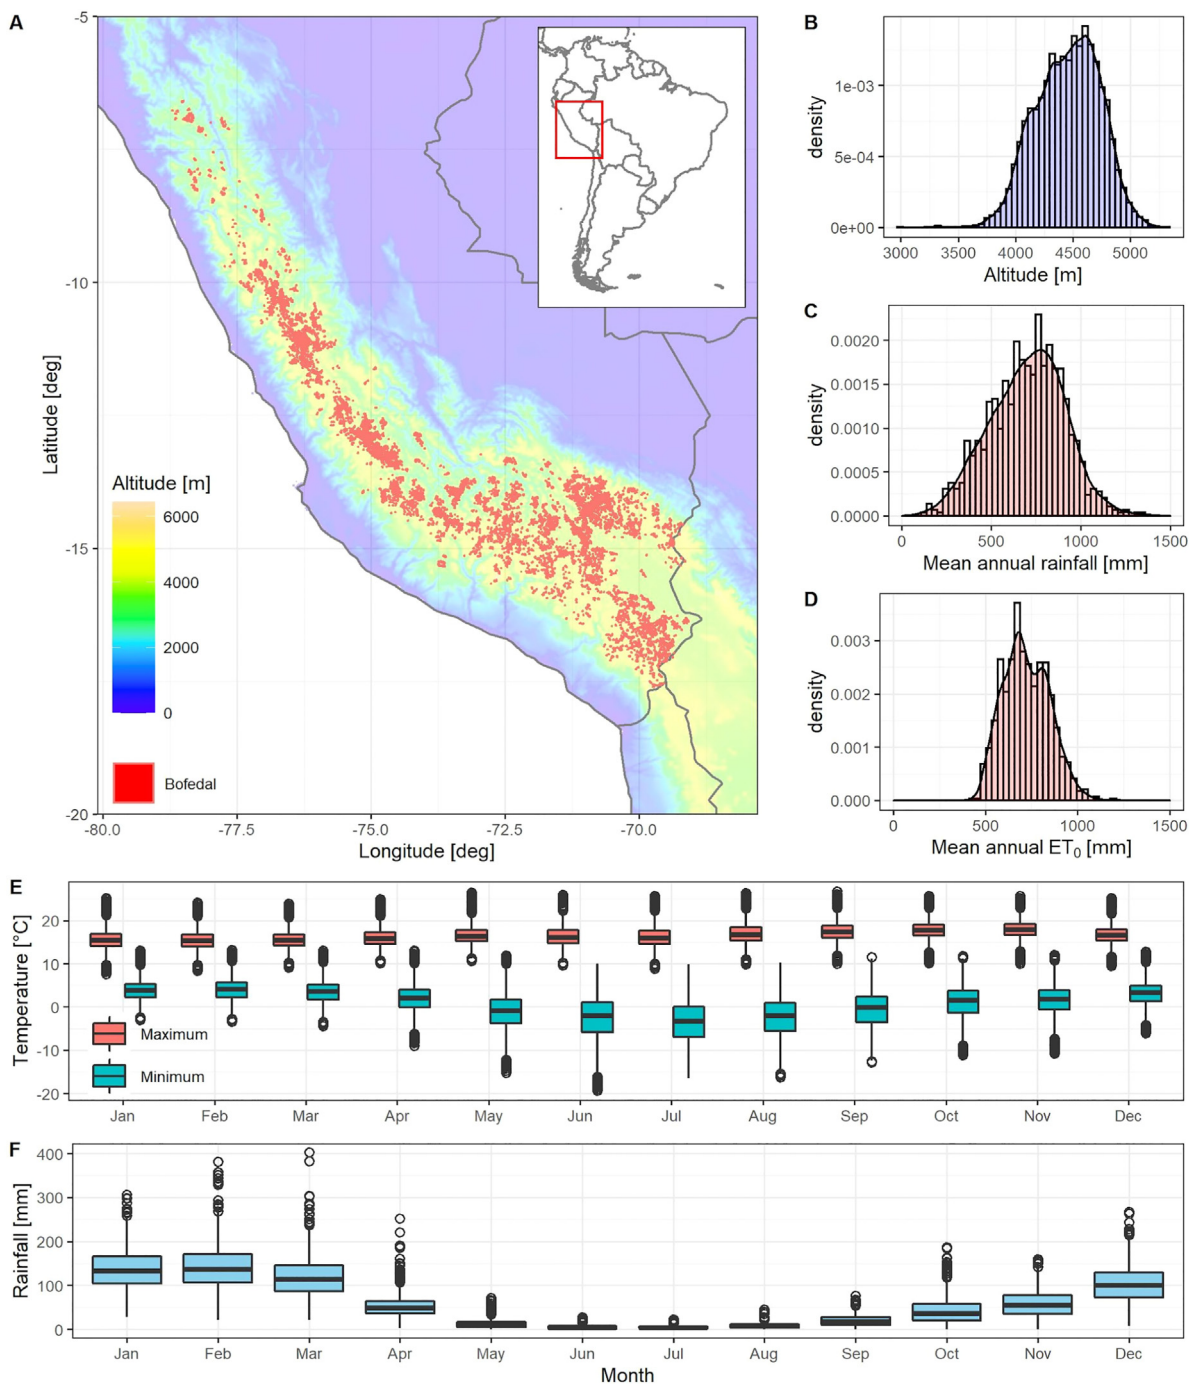 A
-5
-10
-15
-20
Latitude [deg]
-80.0 -77.5 -75.0 -72.5 -70.0
Longitude [deg]
Altitude [m]
6000
4000
2000
0
Bofedal
B
density
1e-03
5e-04
0e+00
3000 3500 4000 4500 5000
Altitude [m]
C
density
0.0020
0.0015
0.0010
0.0005
0.0000
0 500 1000 1500
Mean annual rainfall [mm]
D
density
0.003
0.002
0.001
0.000
0 500 1000 1500
Mean annual ET₀ [mm]
E
Temperature [°C]
20
10
0
-10
-20
Maximum
Minimum
Jan Feb Mar Apr May Jun Jul Aug Sep Oct Nov Dec
F
Rainfall [mm]
400
300
200
100
0
Jan Feb Mar Apr May Jun Jul Aug Sep Oct Nov Dec
Month